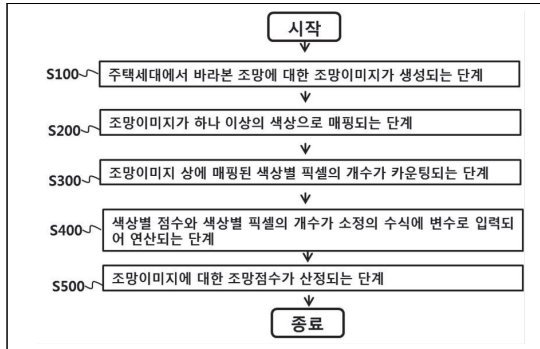 시작
S100 주택세대에서 바라본 조망에 대한 조망이미지가 생성되는 단계
S200 조망이미지가 하나 이상의 색상으로 매핑되는 단계
S300 조망이미지 상에 매핑된 색상별 픽셀의 개수가 카운팅되는 단계
S400 색상별 점수와 색상별 픽셀의 개수가 소정의 수식에 변수로 입력되
어 연산되는 단계
S500 조망이미지에 대한 조망점수가 산정되는 단계
종료